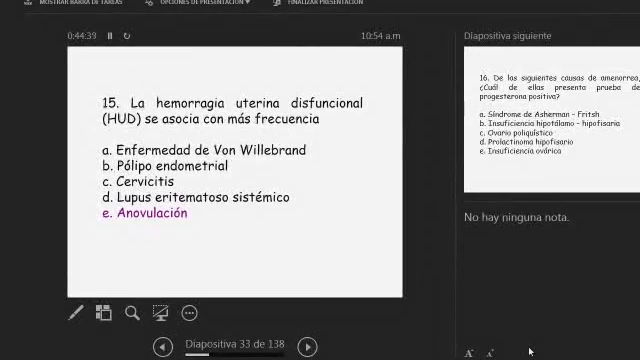 MOSTRAR BARRA DE TAREAS OPCIONES DE PRESENTACIÓN ▾ FINALIZAR PRESENTACIÓN
0:44:39 10:54 a.m
15. La hemorragia uterina disfuncional
(HUD) se asocia con más frecuencia
a. Enfermedad de Von Willebrand
b. Pólipo endometrial
c. Cervicitis
d. Lupus eritematoso sistémico
e. Anovulación
Diapositiva 33 de 138
Diapositiva siguiente
16. De las siguientes causas de amenorrea,
¿Cuál de ellas presenta prueba de
progesterona positiva?
a. Síndrome de Asherman – Fritsh
b. Insuficiencia hipotálamo – hipofisaria
c. Ovario poliquístico
d. Prolactinoma hipofisario
e. Insuficiencia ovárica
No hay ninguna nota.
A A